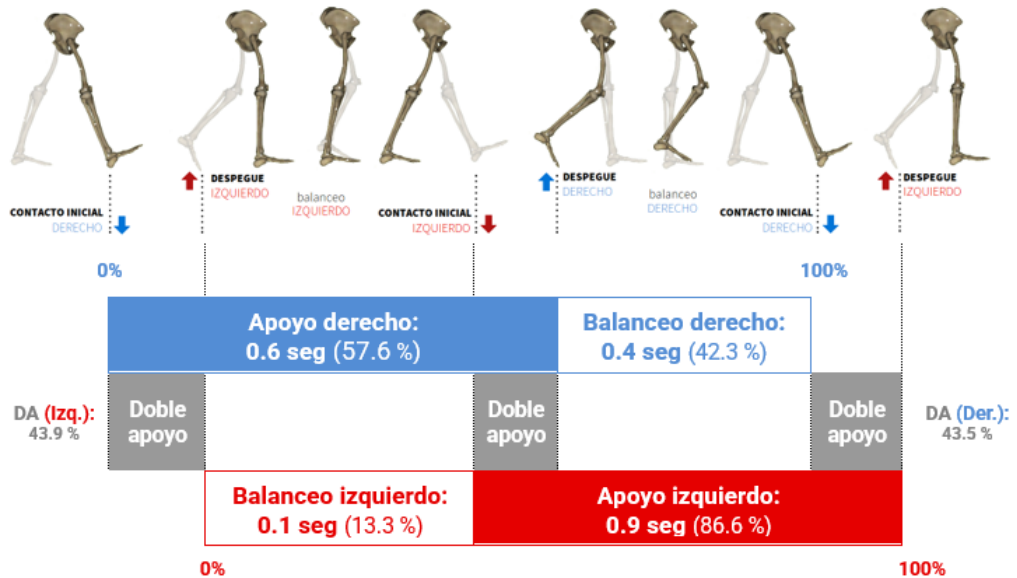 DESPEGUE
IZQUIERDO
balanceo
IZQUIERDO
CONTACTO INICIAL
DERECHO
CONTACTO INICIAL
IZQUIERDO
DESPEGUE
DERECHO
balanceo
DERECHO
CONTACTO INICIAL
DERECHO
DESPEGUE
IZQUIERDO
0%
100%
Apoyo derecho:
0.6 seg (57.6 %)
Balanceo derecho:
0.4 seg (42.3 %)
DA (Izq.):
43.9 %
Doble
apoyo
Doble
apoyo
Doble
apoyo
DA (Der.):
43.5 %
Balanceo izquierdo:
0.1 seg (13.3 %)
Apoyo izquierdo:
0.9 seg (86.6 %)
0%
100%